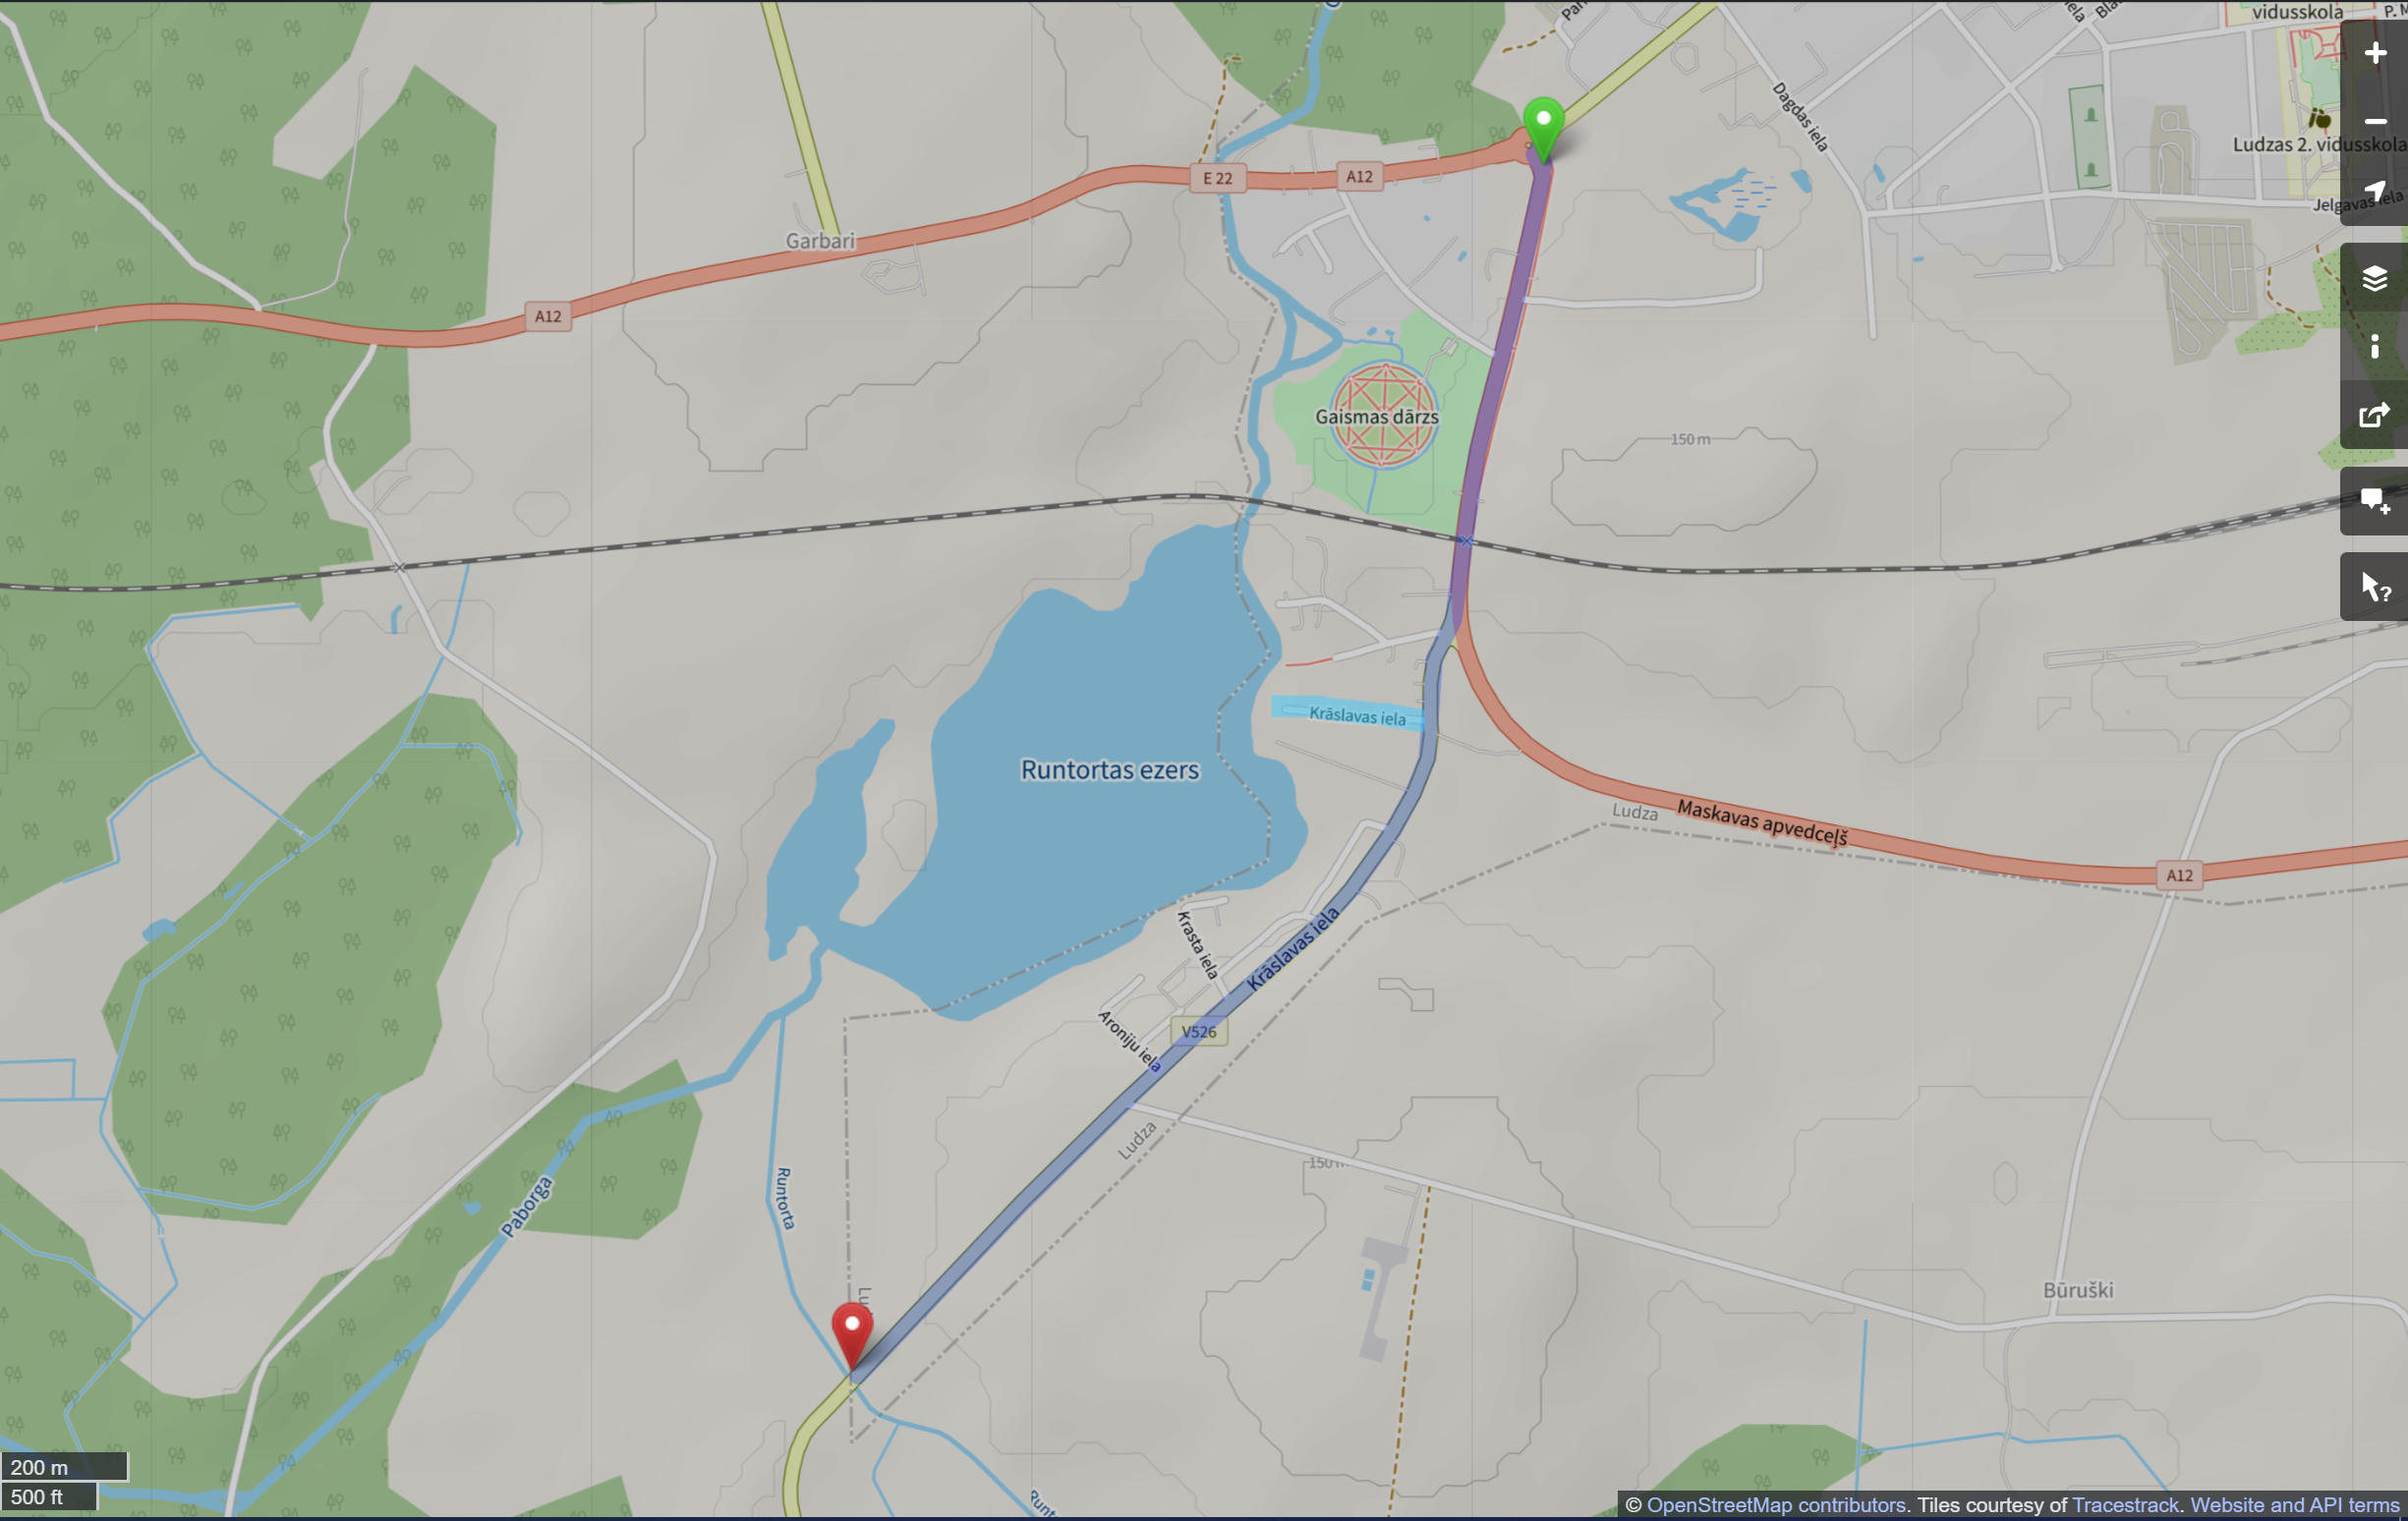 vidusskola
Dagdas iela
Ludzas 2. vidusskola
E 22
A12
Jelgavas iela
Garbari
A12
Gaismas dārzs
150 m
Krāslavas iela
Runtortas ezers
Ludza
Maskavas apvedceļš
A12
Krasta iela
Krāslavas iela
V526
Aroniju iela
Ludza
150 m
Runtorta
Paborga
Būruški
200 m
500 ft
© OpenStreetMap contributors. Tiles courtesy of Tracestrack. Website and API terms